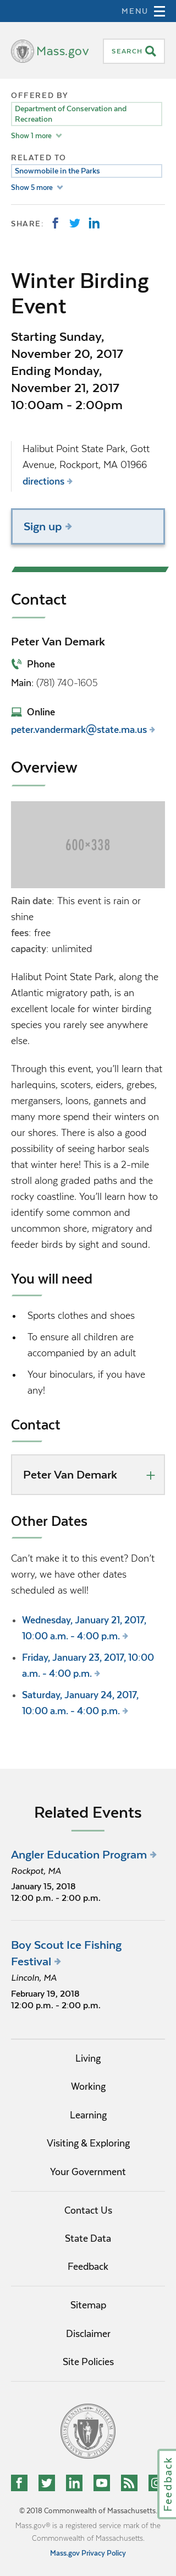 MENU
Mass.gov
SEARCH
OFFERED BY
Department of Conservation and
Recreation
Show 1 more
RELATED TO
Snowmobile in the Parks
Show 5 more
SHARE:
Winter Birding
Event
Starting Sunday,
November 20, 2017
Ending Monday,
November 21, 2017
10:00am - 2:00pm
Halibut Point State Park, Gott
Avenue, Rockport, MA 01966
directions
Sign up
Contact
Peter Van Demark
Phone
Main: (781) 740-1605
Online
peter.vandermark@state.ma.us
Overview
600×338
Rain date: This event is rain or
shine
fees: free
capacity: unlimited
Halibut Point State Park, along the
Atlantic migratory path, is an
excellent locale for winter birding
species you rarely see anywhere
else.
Through this event, you'll learn that
harlequins, scoters, eiders, grebes,
mergansers, loons, gannets and
many more spend their winters on
our shores. There is also a good
possibility of seeing harbor seals
that winter here! This is a 2-mile
stroll along graded paths and the
rocky coastline. You'll learn how to
identify common and
uncommon shore, migratory and
feeder birds by sight and sound.
You will need
• Sports clothes and shoes
• To ensure all children are
accompanied by an adult
• Your binoculars, if you have
any!
Contact
Peter Van Demark +
Other Dates
Can't make it to this event? Don't
worry, we have other dates
scheduled as well!
• Wednesday, January 21, 2017,
10:00 a.m. - 4:00 p.m.
• Friday, January 23, 2017, 10:00
a.m. - 4:00 p.m.
• Saturday, January 24, 2017,
10:00 a.m. - 4:00 p.m.
Related Events
Angler Education Program
Rockpot, MA
January 15, 2018
12:00 p.m. - 2:00 p.m.
Boy Scout Ice Fishing
Festival
Lincoln, MA
February 19, 2018
12:00 p.m. - 2:00 p.m.
Living
Working
Learning
Visiting & Exploring
Your Government
Contact Us
State Data
Feedback
Sitemap
Disclaimer
Site Policies
Feedback
© 2018 Commonwealth of Massachusetts.
Mass.gov® is a registered service mark of the
Commonwealth of Massachusetts.
Mass.gov Privacy Policy